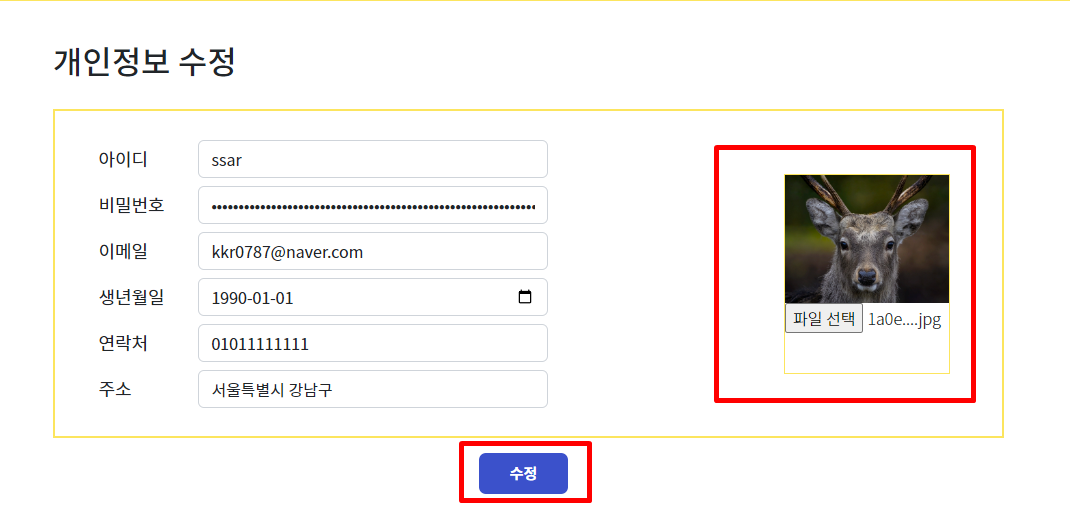 개인정보 수정
아이디 ssar
비밀번호 ••••••••••••••••••••••••••••••••••••••••••••••••••••••••••••
이메일 kkr0787@naver.com
생년월일 1990-01-01
연락처 01011111111
주소 서울특별시 강남구
파일 선택 1a0e....jpg
수정